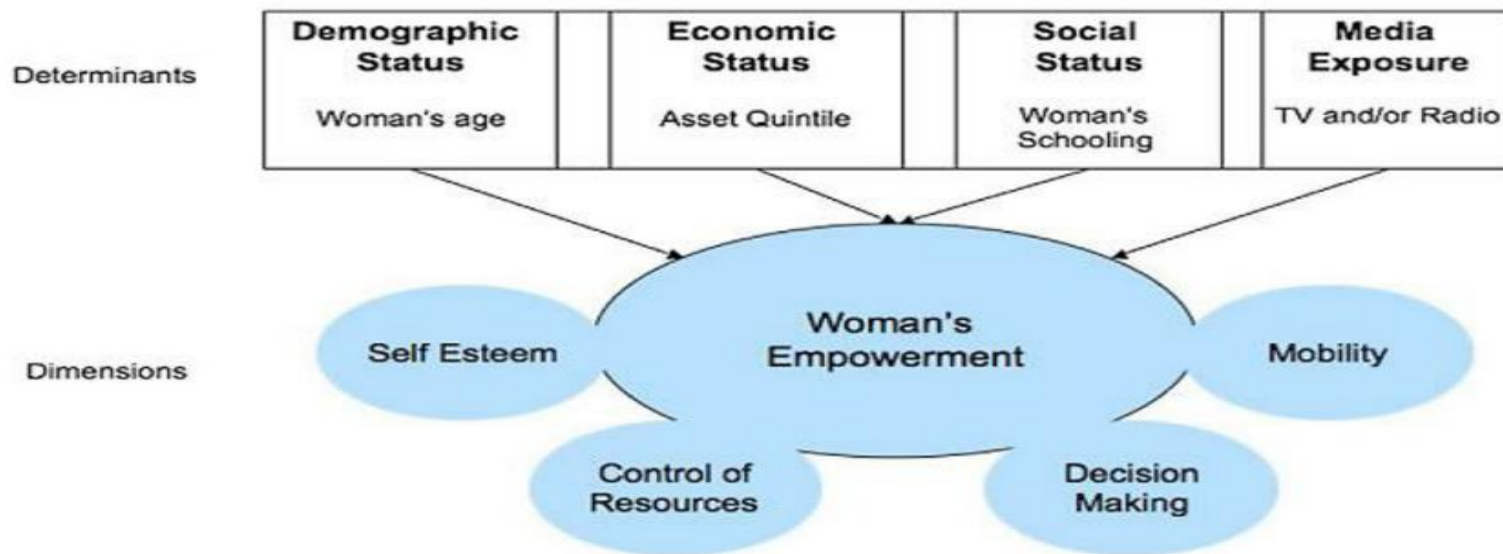 Determinants
Demographic
Status
Woman's age
Economic
Status
Asset Quintile
Social
Status
Woman's
Schooling
Media
Exposure
TV and/or Radio
Dimensions
Self Esteem
Woman's
Empowerment
Mobility
Control of
Resources
Decision
Making